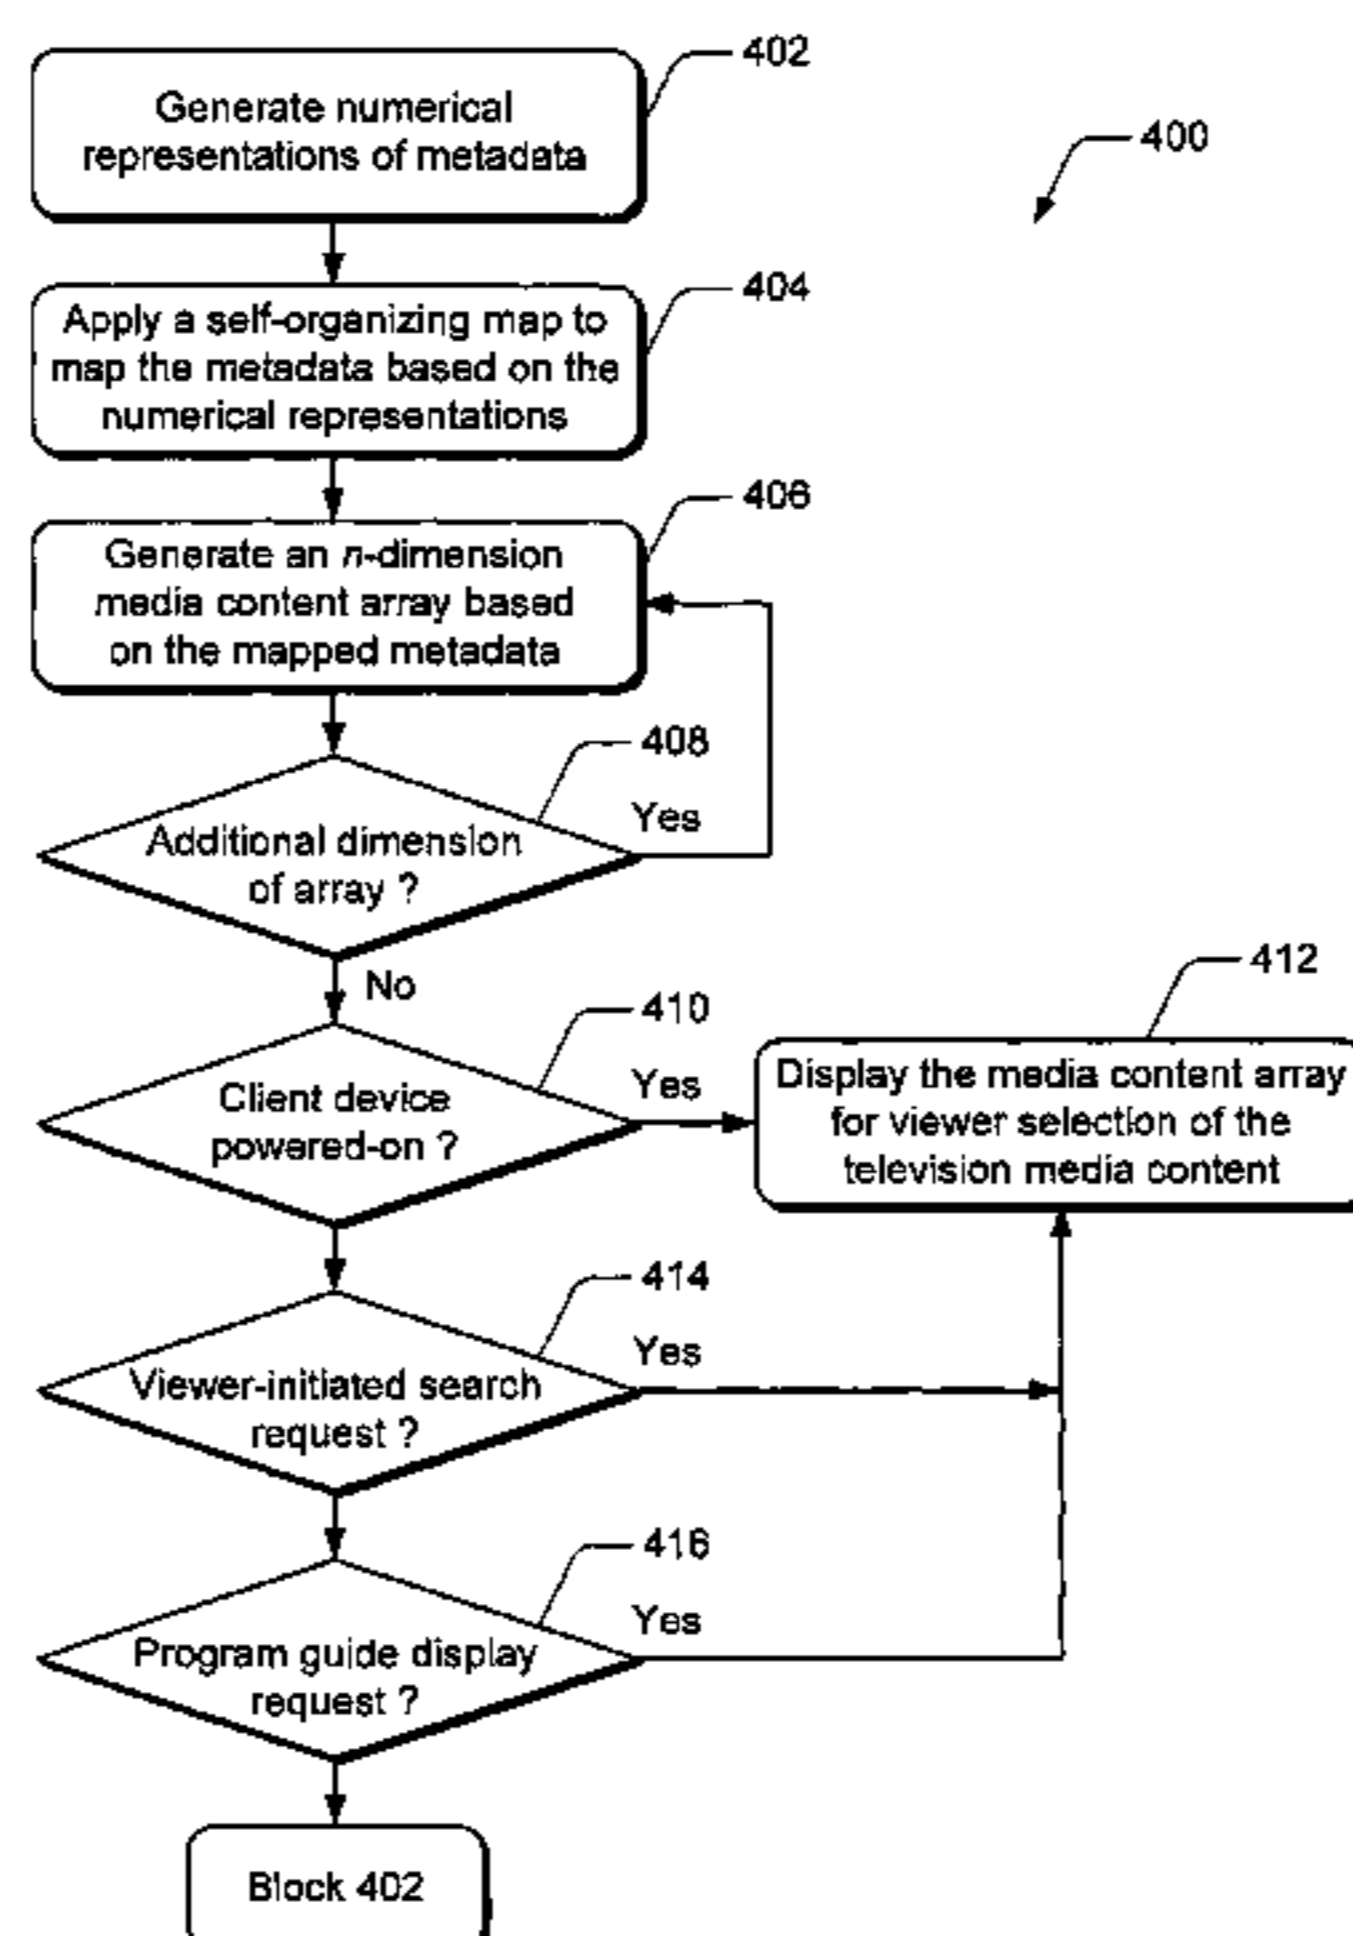 402
Generate numerical
representations of metadata
400
404
Apply a self-organizing map to
map the metadata based on the
numerical representations
406
Generate an n-dimension
media content array based
on the mapped metadata
408
Yes
Additional dimension
of array ?
No
410
412
Client device
powered-on ?
Yes
Display the media content array
for viewer selection of the
television media content
414
Yes
Viewer-initiated search
request ?
416
Yes
Program guide display
request ?
Block 402